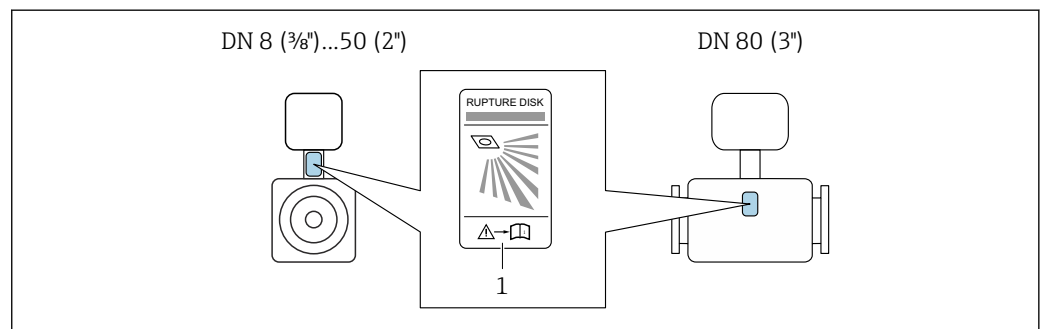 DN 8 (⅜")...50 (2")
DN 80 (3")
RUPTURE DISK
1